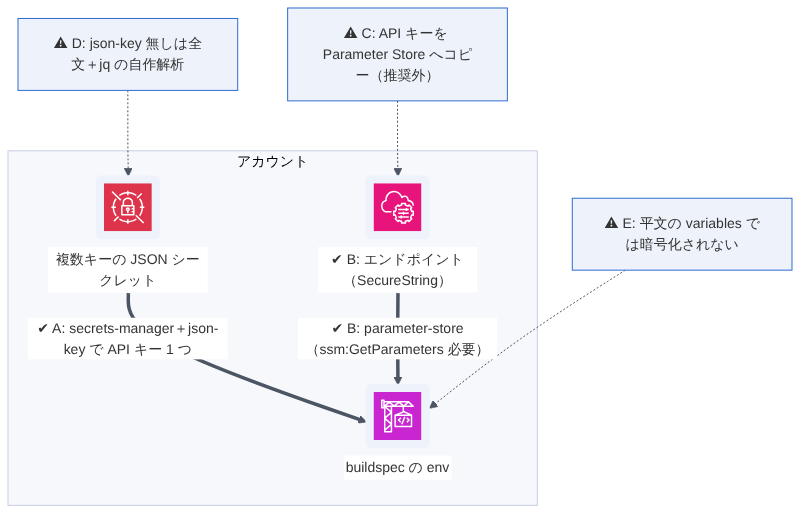 ⚠ D: json-key 無しは全
文＋jq の自作解析
⚠ C: API キーを
Parameter Store へコピ
ー（推奨外）
アカウント
⚠ E: 平文の variables で
は暗号化されない
複数キーの JSON シー
クレット
✔ B: エンドポイント
（SecureString）
✔ A: secrets-manager＋json-
key で API キー 1 つ
✔ B: parameter-store
（ssm:GetParameters 必要）
buildspec の env